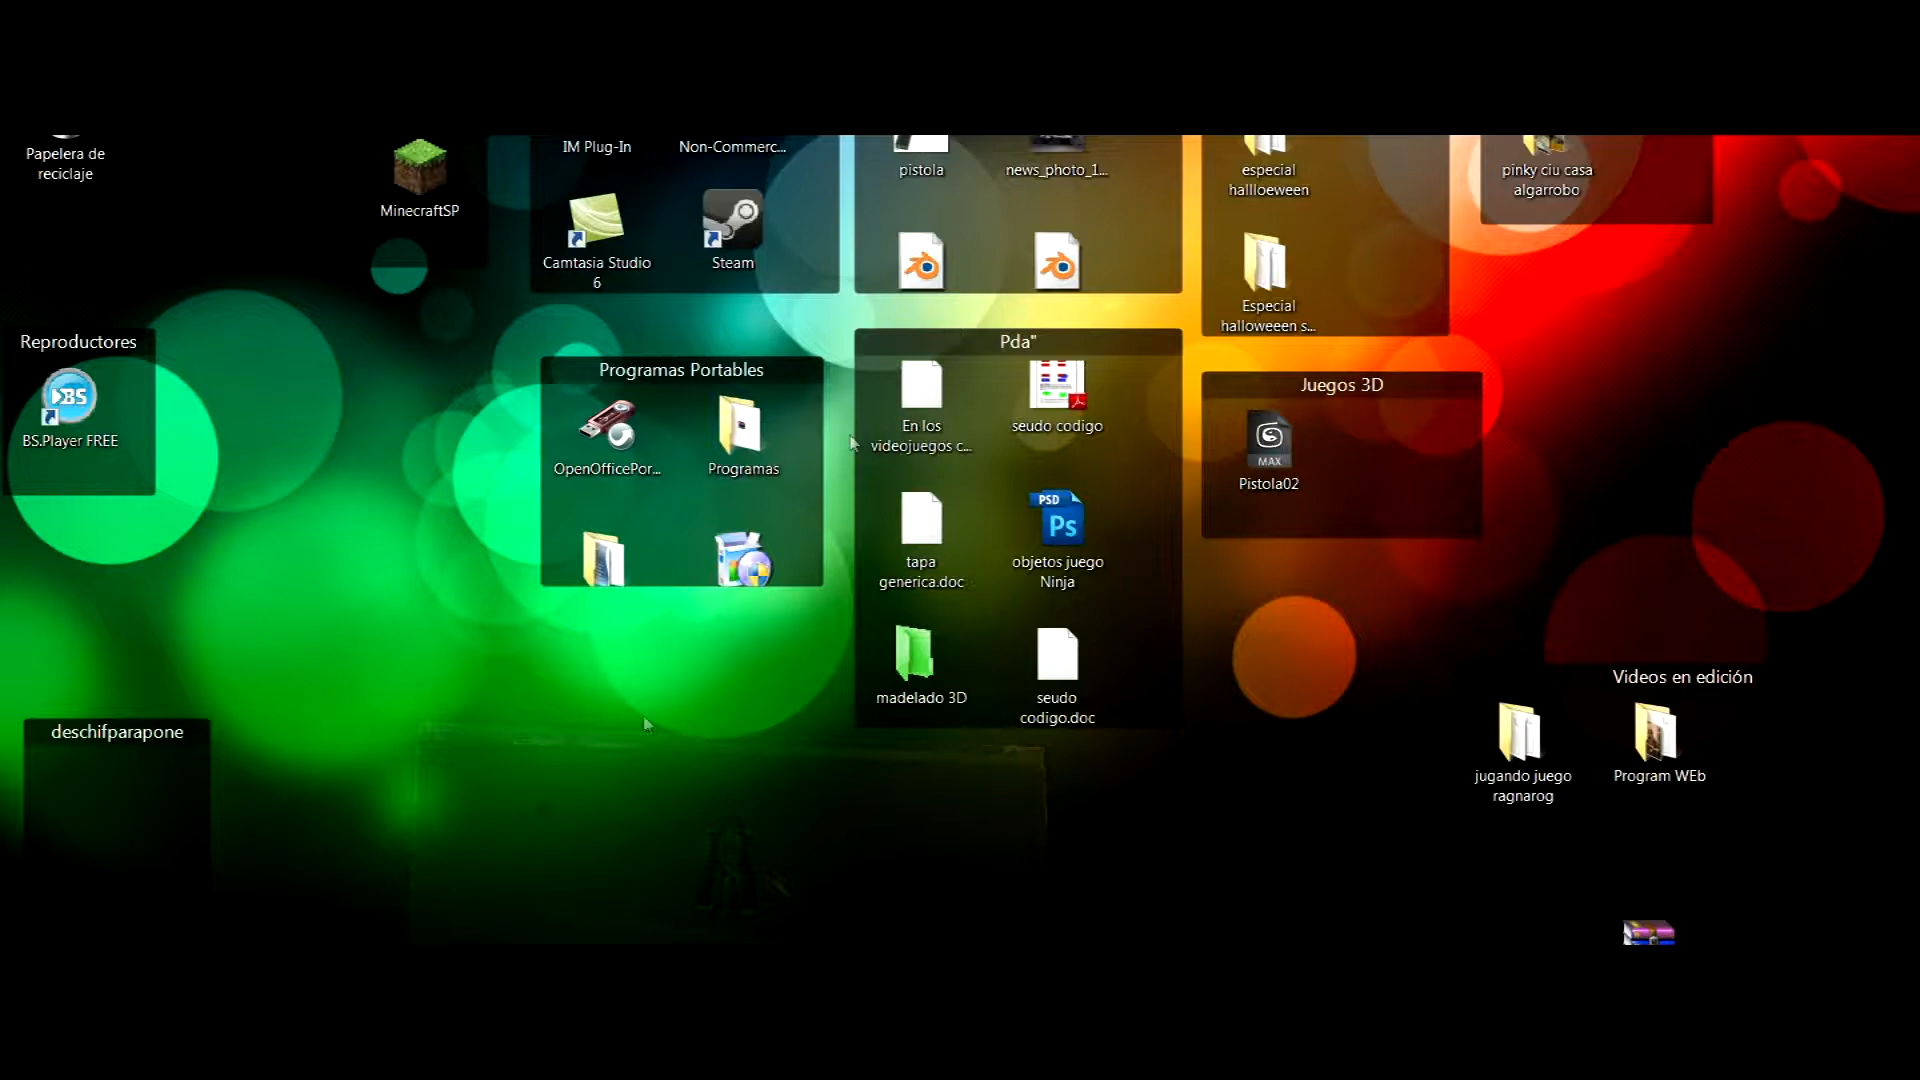 Papelera de
reciclaje
MinecraftSP
IM Plug-In
Non-Commerc...
Camtasia Studio
6
Steam
pistola
news_photo_1...
especial
hallloeween
Especial
halloweeen s...
pinky ciu casa
algarrobo
Reproductores
BS
BS.Player FREE
Programas Portables
OpenOfficePor...
Programas
Pda"
En los
videojuegos c...
seudo codigo
tapa
generica.doc
PSD
Ps
objetos juego
Ninja
madelado 3D
seudo
codigo.doc
Juegos 3D
MAX
Pistola02
Videos en edición
jugando juego
ragnarog
Program WEb
deschifparapone